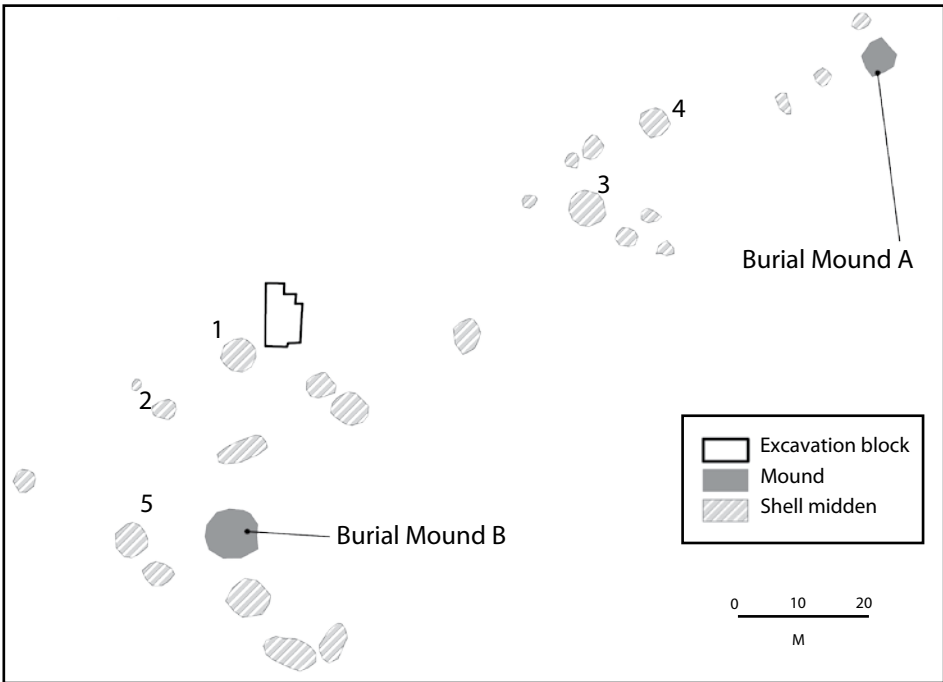 4
3
Burial Mound A
1
2
5
Burial Mound B
Excavation block
Mound
Shell midden
0 10 20
M